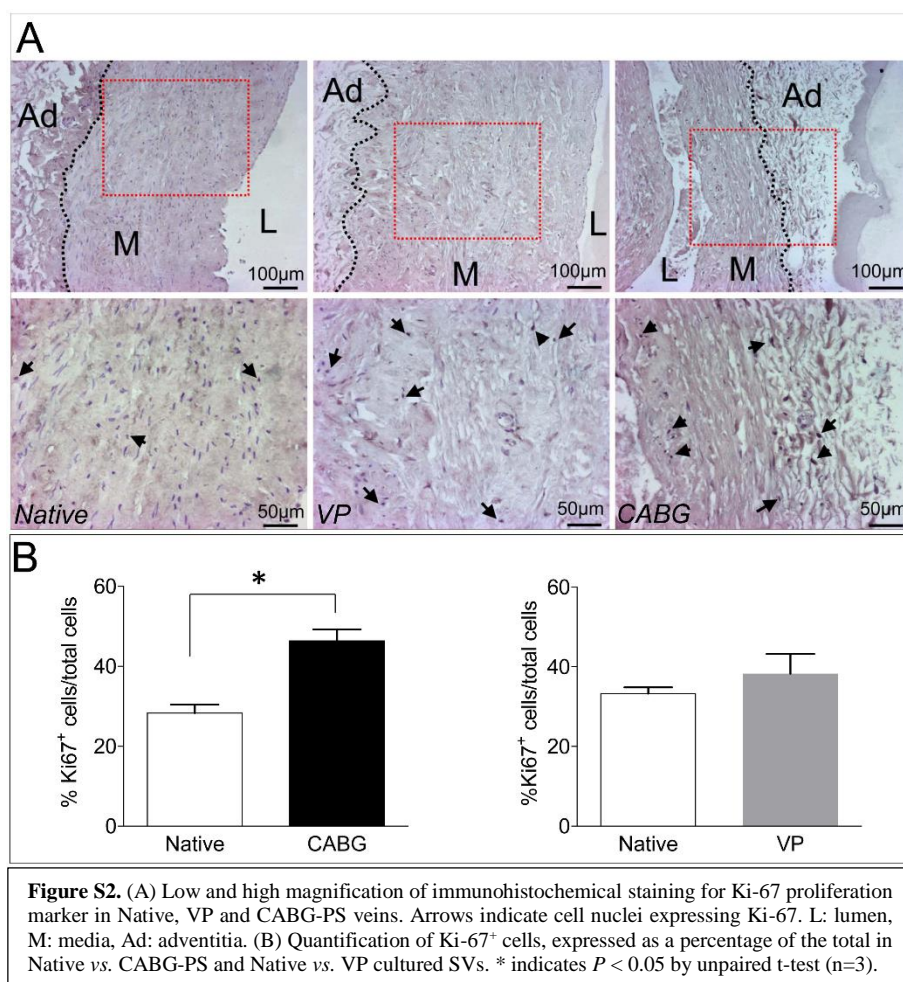 A
Ad
M
L
100µm
Ad
M
L
100µm
Ad
L
M
100µm
Native
50µm
VP
50µm
CABG
50µm
B
% Ki67⁺ cells/total cells
60
40
20
0
*
Native
CABG
%Ki67⁺ cells/total cells
60
40
20
0
Native
VP
Figure S2. (A) Low and high magnification of immunohistochemical staining for Ki-67 proliferation
marker in Native, VP and CABG-PS veins. Arrows indicate cell nuclei expressing Ki-67. L: lumen,
M: media, Ad: adventitia. (B) Quantification of Ki-67⁺ cells, expressed as a percentage of the total in
Native vs. CABG-PS and Native vs. VP cultured SVs. * indicates P < 0.05 by unpaired t-test (n=3).